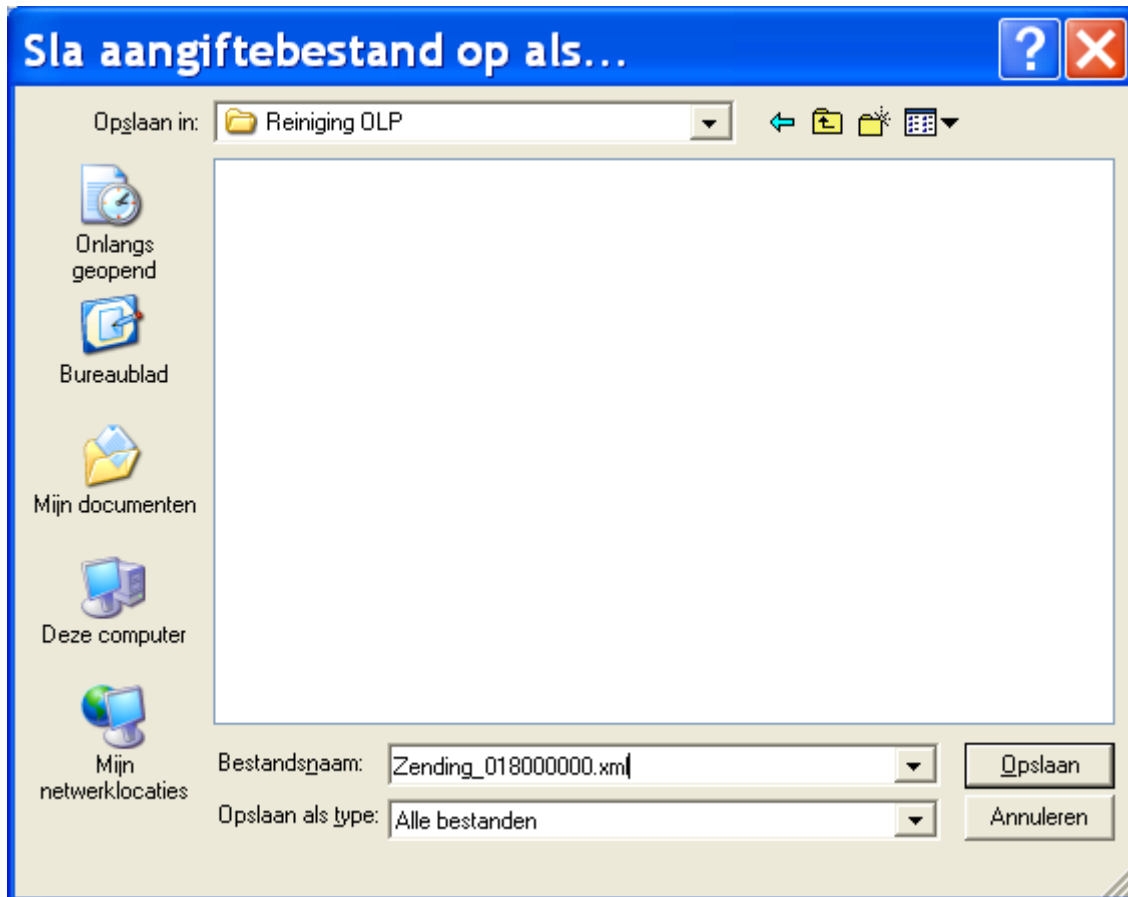 Sla aangiftebestand op als...
Opslaan in: Reiniging OLP
Onlangs
geopend
Bureaublad
Mijn documenten
Deze computer
Mijn
netwerklocaties
Bestandsnaam: Zending_018000000.xml Opslaan
Opslaan als type: Alle bestanden Annuleren